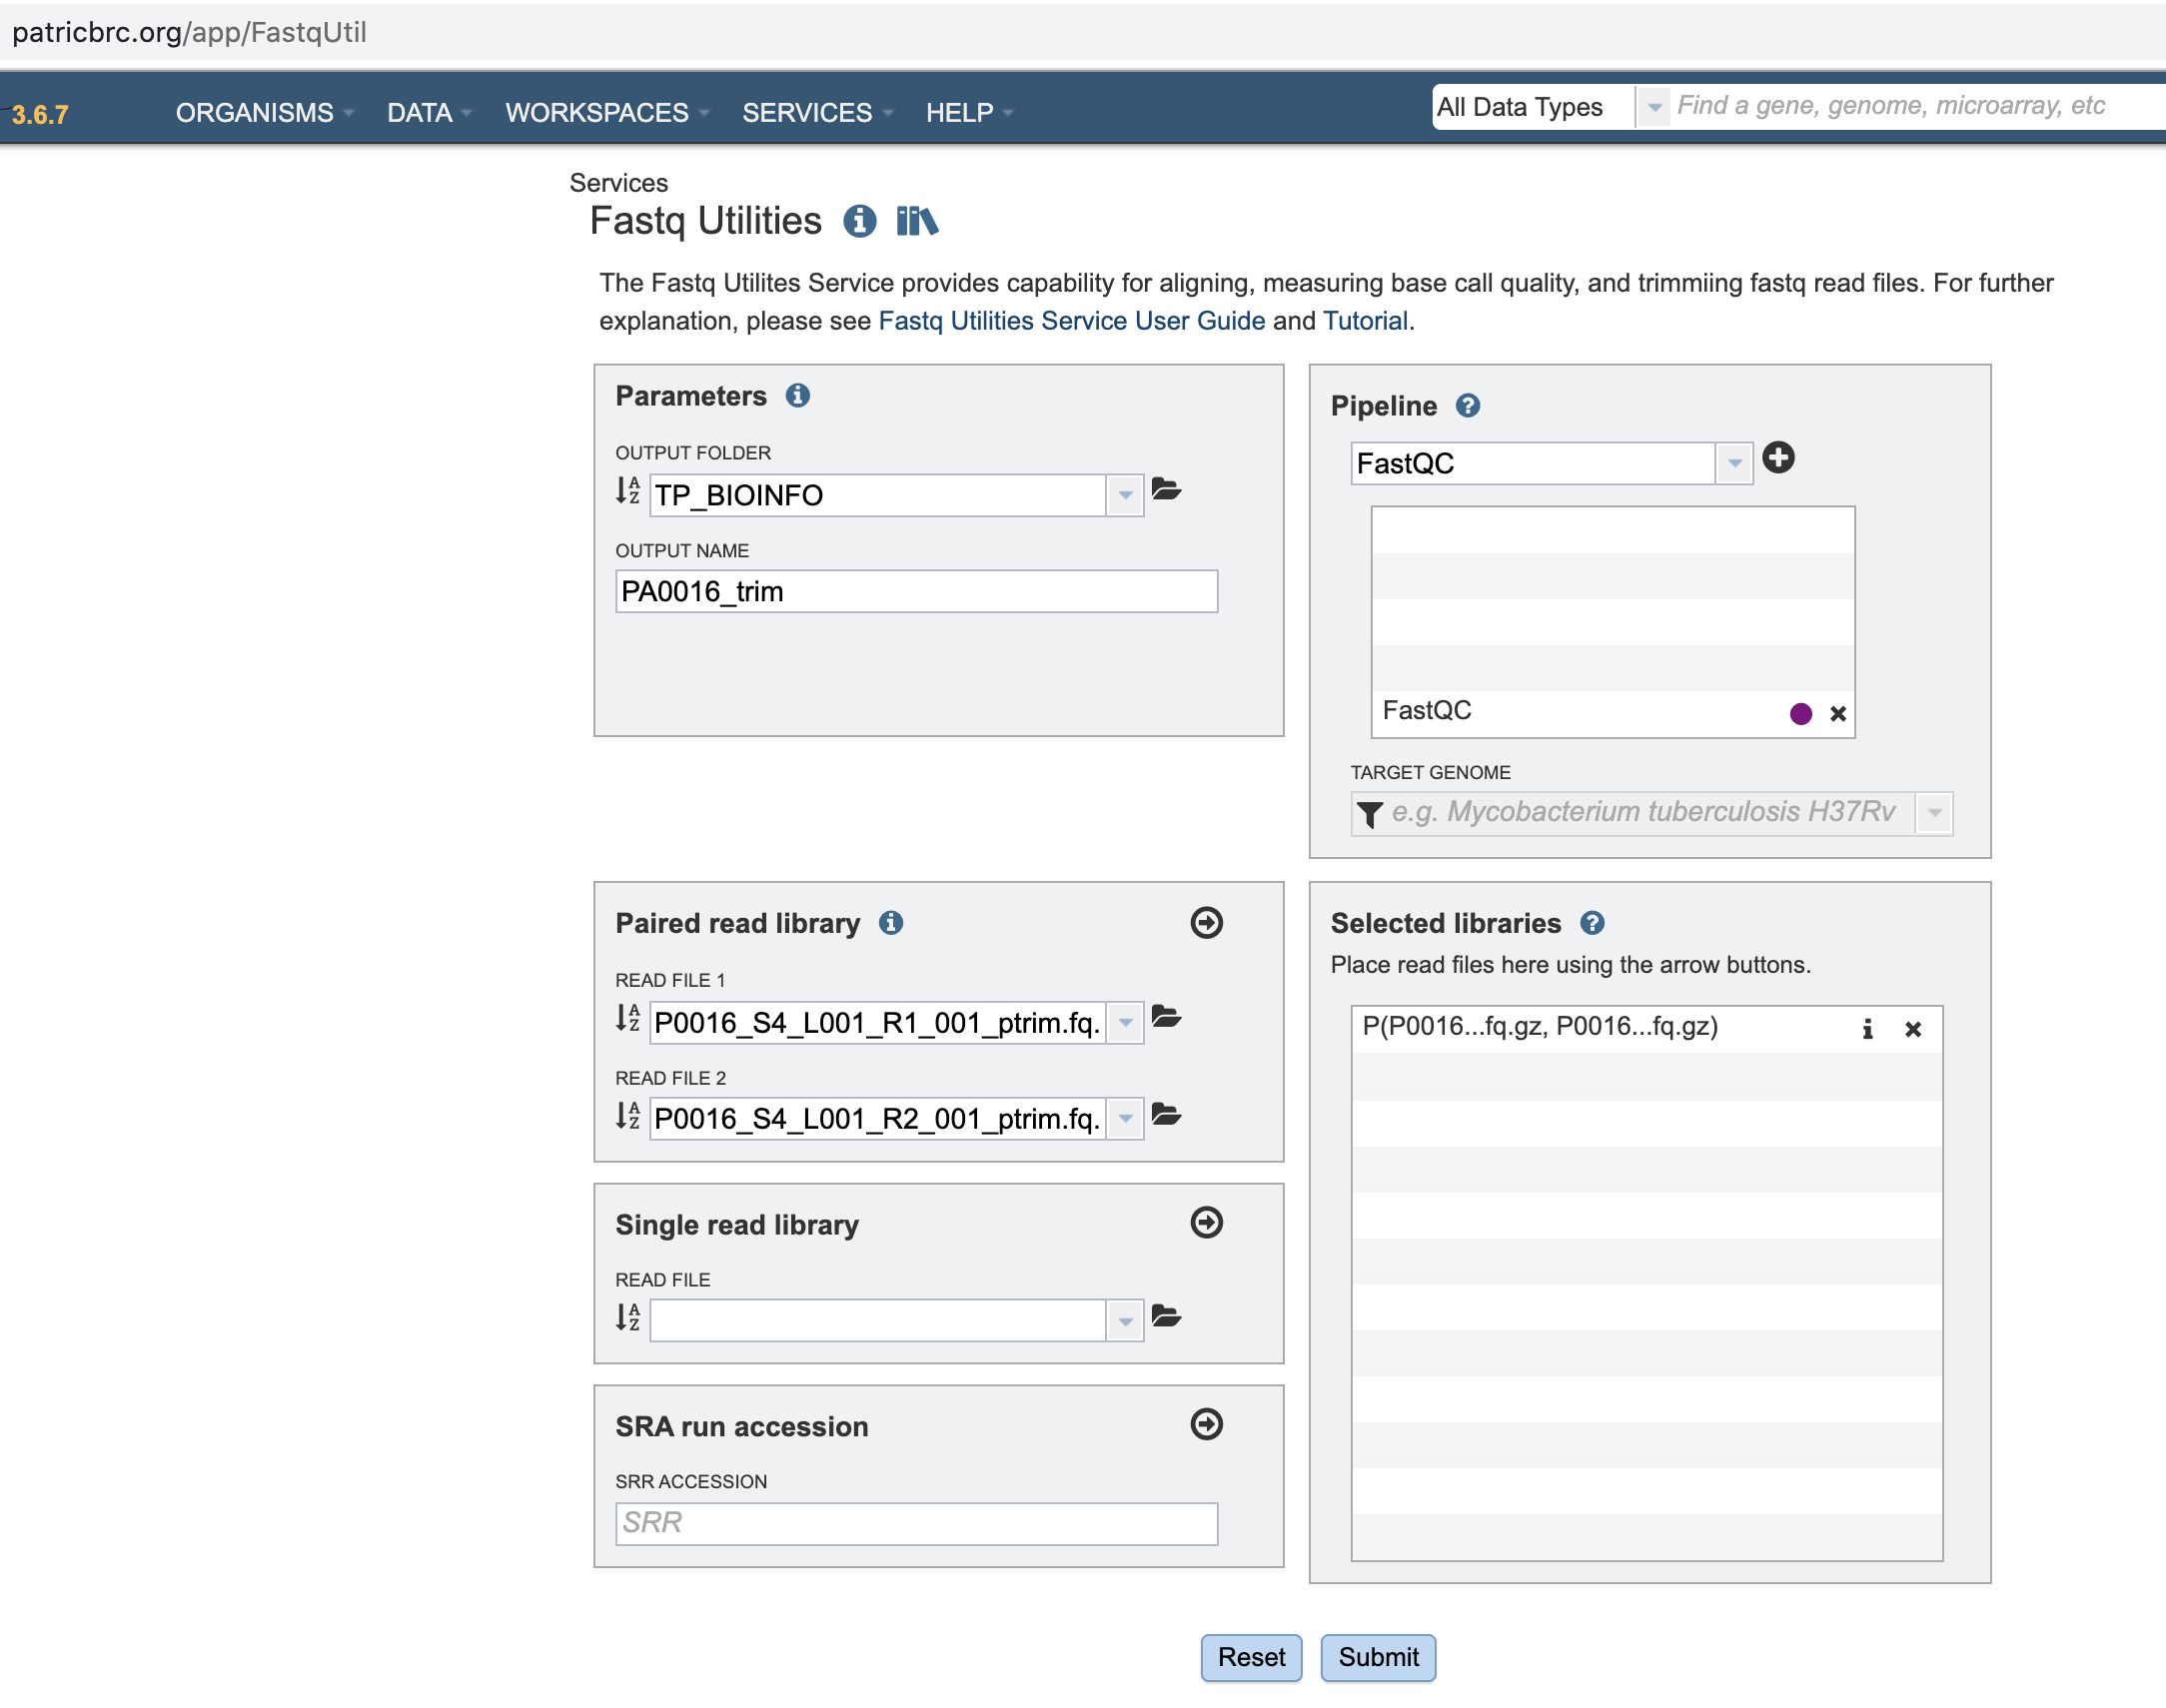 patricbrc.org/app/FastqUtil
3.6.7 ORGANISMS DATA WORKSPACES SERVICES HELP All Data Types Find a gene, genome, microarray, etc
Services
Fastq Utilities
The Fastq Utilites Service provides capability for aligning, measuring base call quality, and trimmiing fastq read files. For further
explanation, please see Fastq Utilities Service User Guide and Tutorial.
Parameters
OUTPUT FOLDER
TP_BIOINFO
OUTPUT NAME
PA0016_trim
Pipeline
FastQC
FastQC
TARGET GENOME
e.g. Mycobacterium tuberculosis H37Rv
Paired read library
READ FILE 1
P0016_S4_L001_R1_001_ptrim.fq.
READ FILE 2
P0016_S4_L001_R2_001_ptrim.fq.
Single read library
READ FILE
SRA run accession
SRR ACCESSION
SRR
Selected libraries
Place read files here using the arrow buttons.
P(P0016...fq.gz, P0016...fq.gz)
Reset Submit